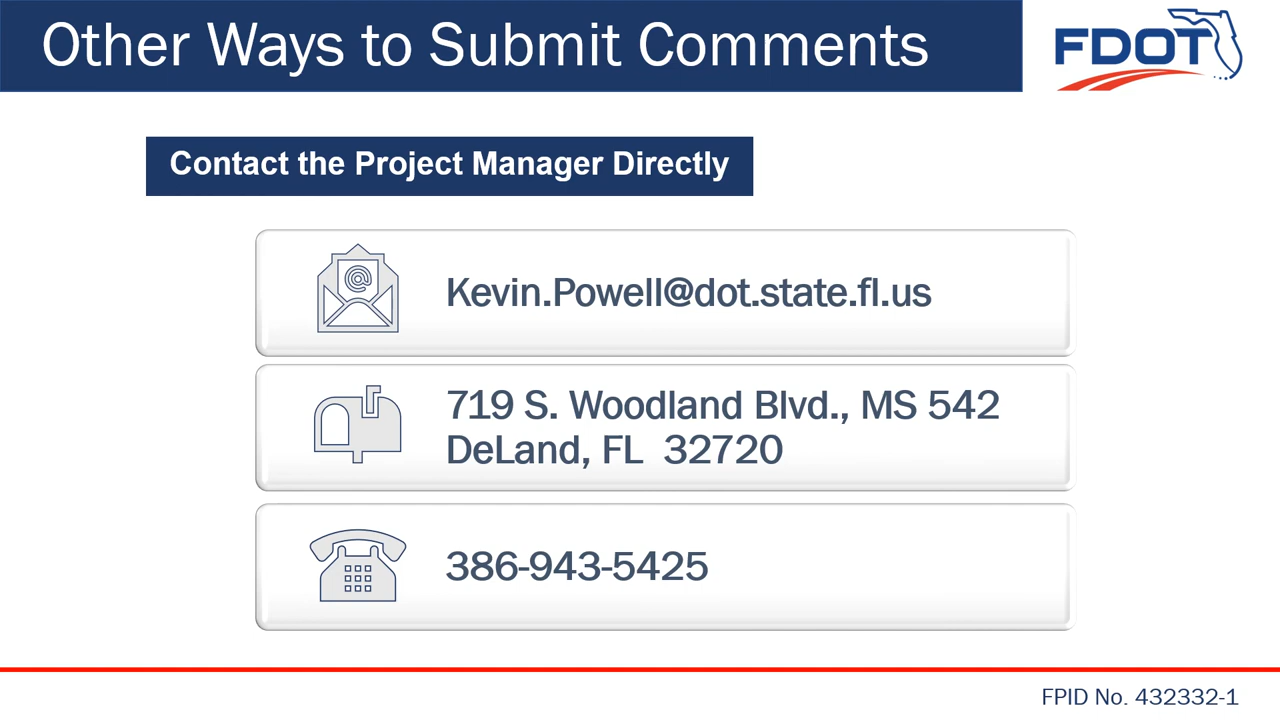 Other Ways to Submit Comments
FDOT
Contact the Project Manager Directly
@
Kevin.Powell@dot.state.fl.us
719 S. Woodland Blvd., MS 542
DeLand, FL  32720
386-943-5425
FPID No. 432332-1